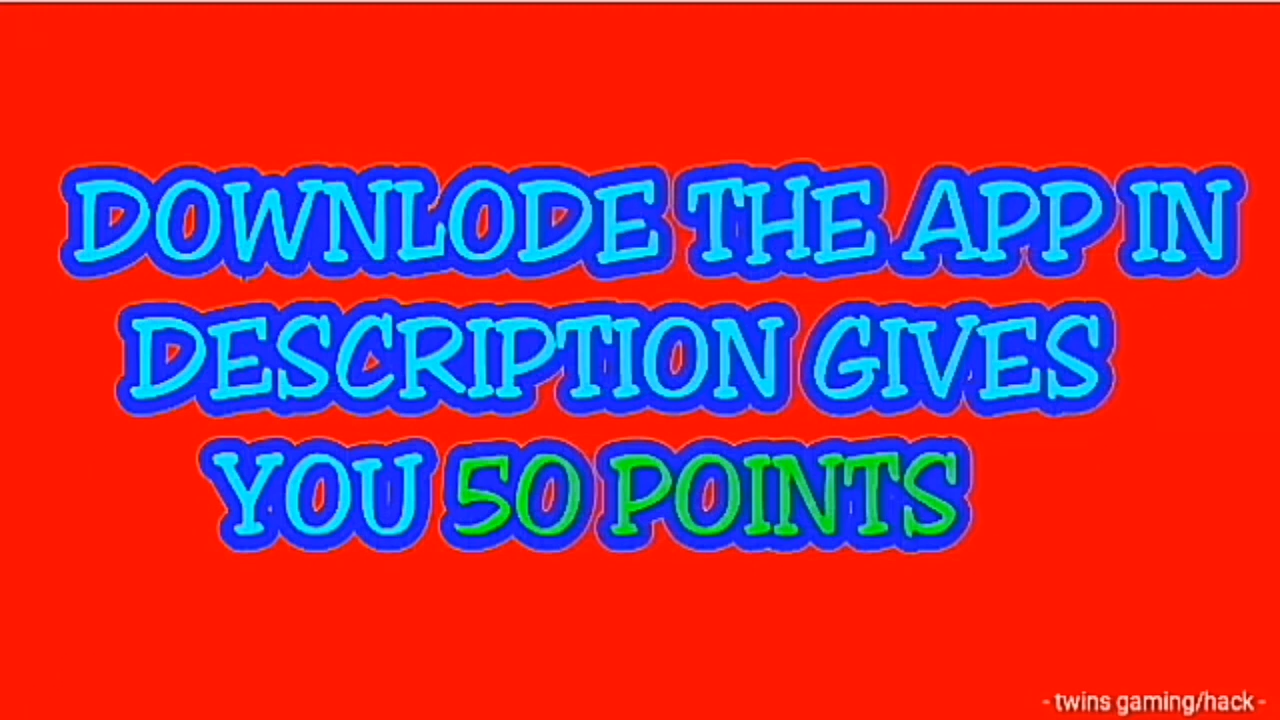 DOWNLODE THE APP IN
DESCRIPTION GIVES
YOU 50 POINTS
- twins gaming/hack -